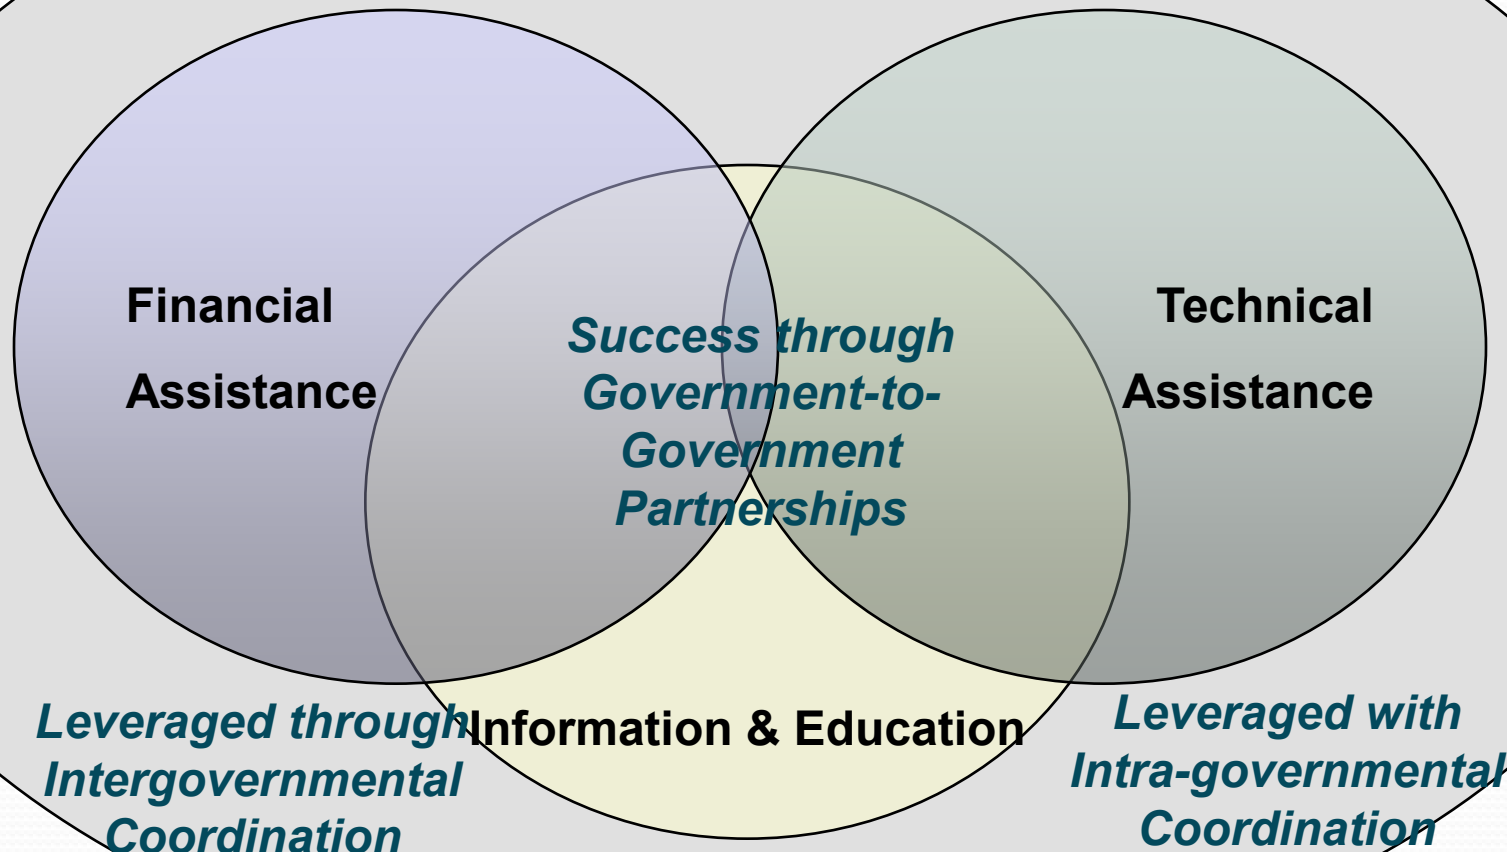 Financial
Assistance
Technical
Assistance
Success through
Government-to-
Government
Partnerships
Information & Education
Leveraged through
Intergovernmental
Coordination
Leveraged with
Intra-governmental
Coordination